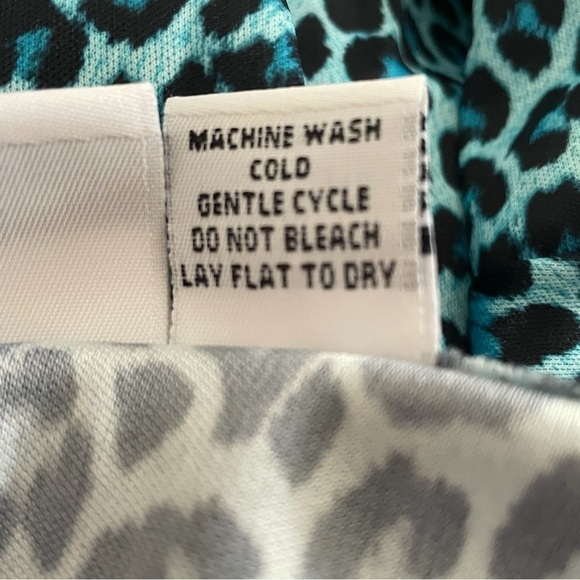 MACHINE WASH
COLD
GENTLE CYCLE
DO NOT BLEACH
LAY FLAT TO DRY